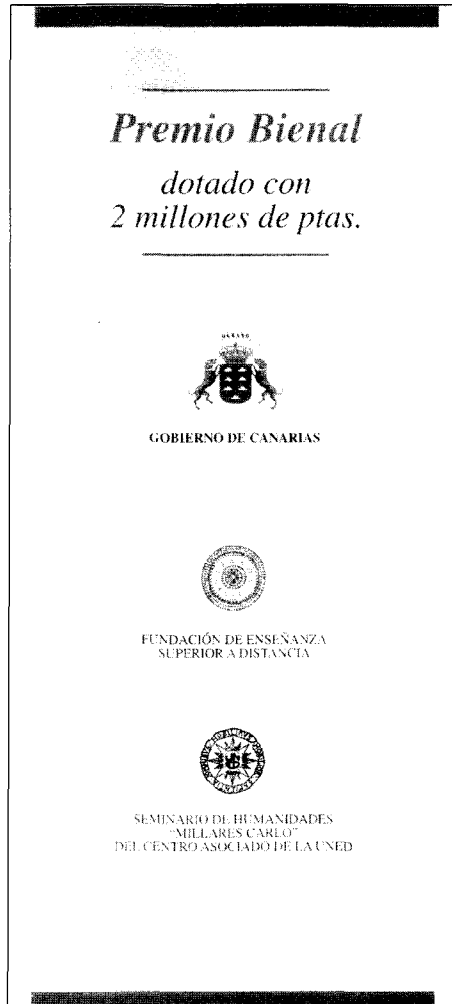 Premio Bienal
dotado con
2 millones de ptas.
OCEANO
GOBIERNO DE CANARIAS
FUNDACIÓN DE ENSEÑANZA
SUPERIOR A DISTANCIA
SEMINARIO DE HUMANIDADES
"MILLARES CARLO"
DEL CENTRO ASOCIADO DE LA UNED